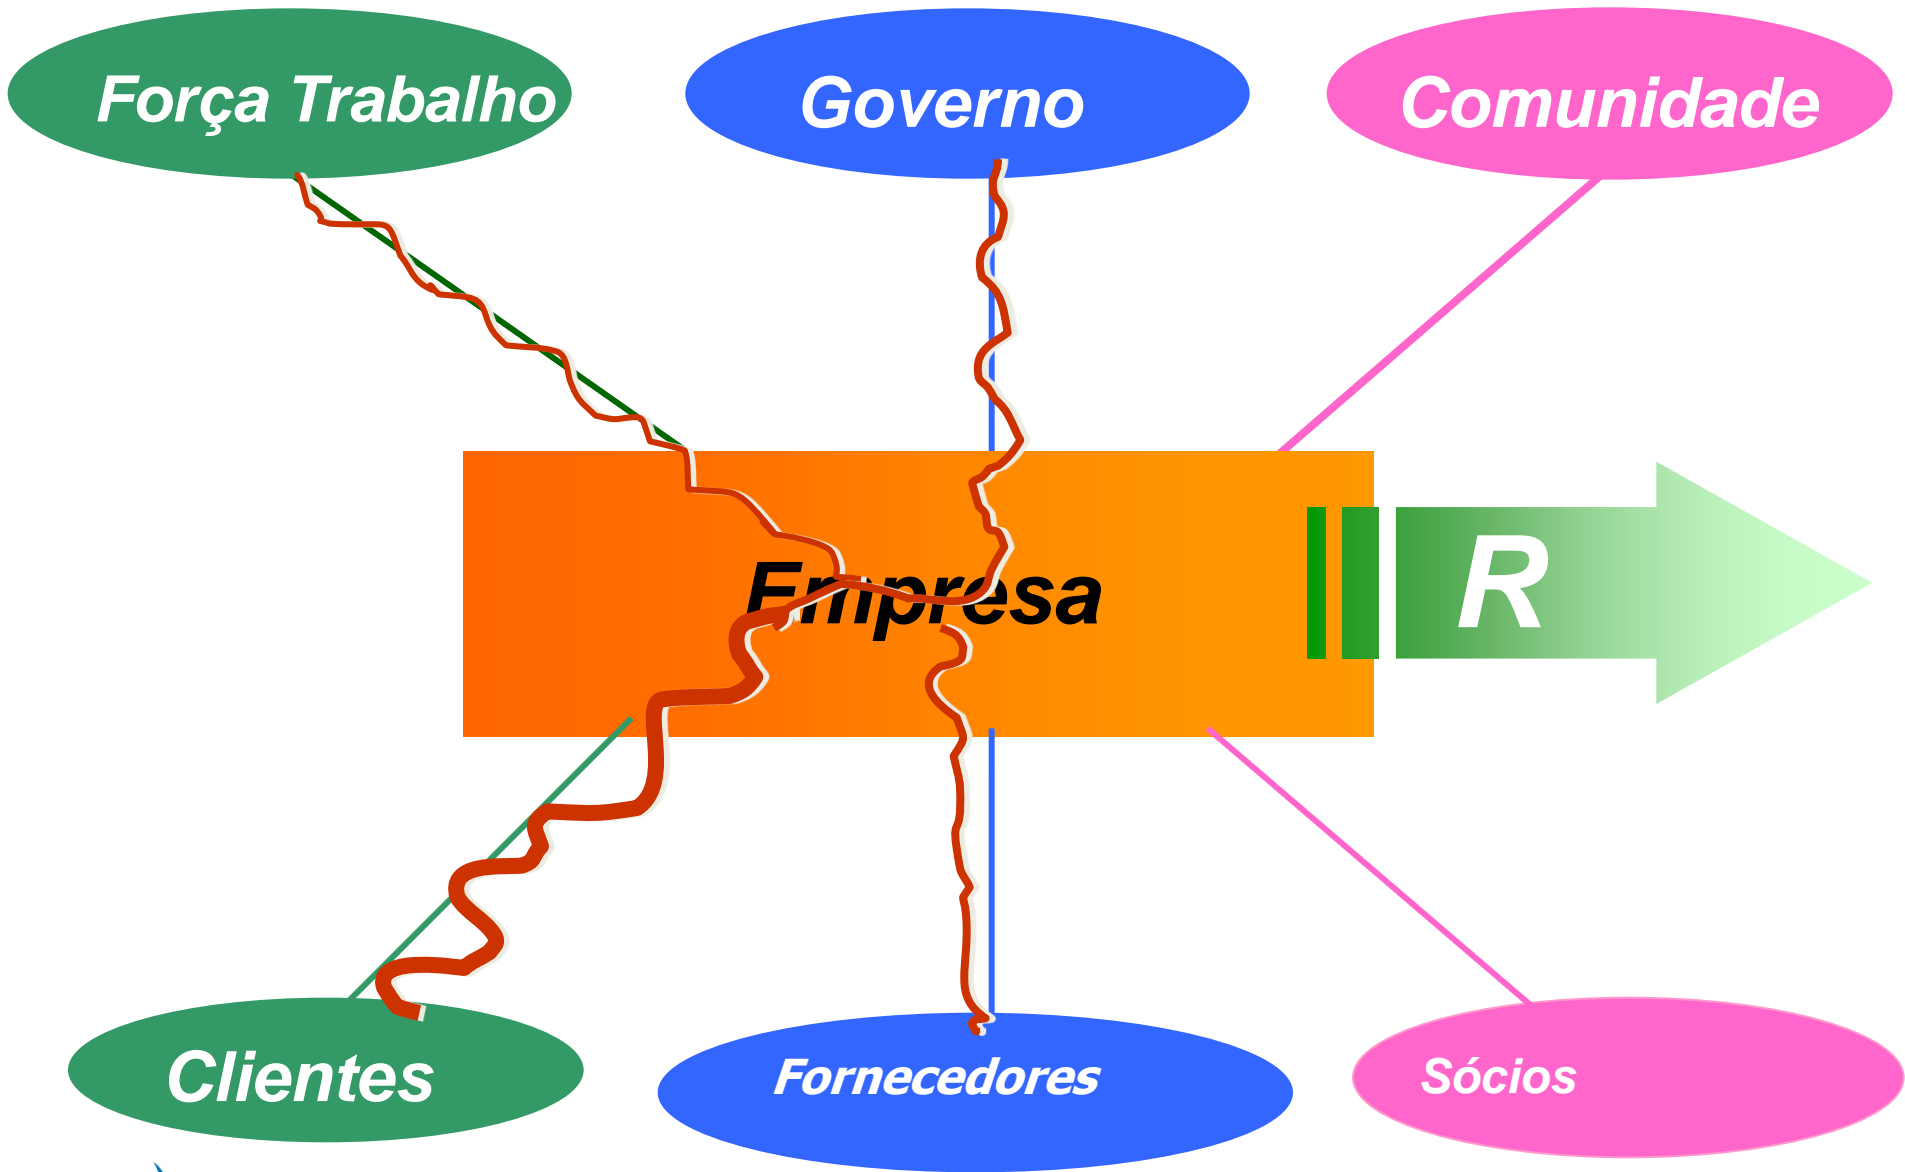 Força Trabalho
Governo
Comunidade
Empresa
R
Clientes
Fornecedores
Sócios